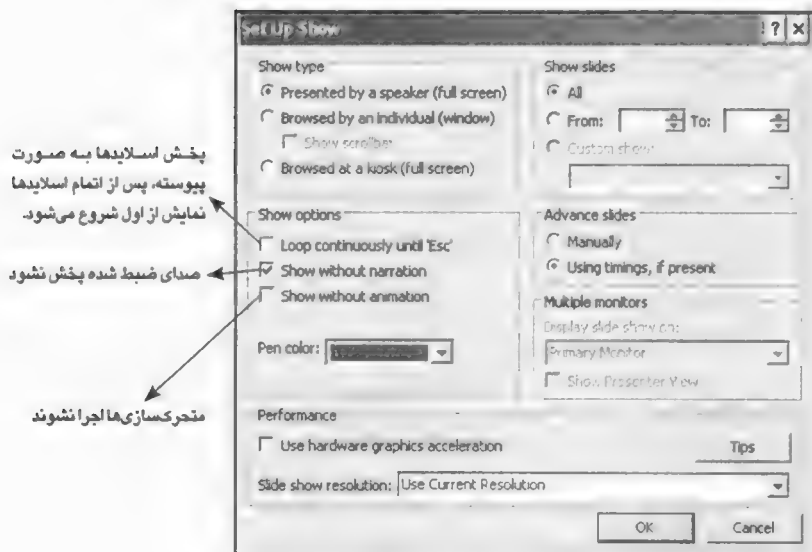 Set Up Show
Show type
Presented by a speaker (full screen)
Browsed by an individual (window)
Show scrollbar
Browsed at a kiosk (full screen)
Show slides
All
From: To:
Custom show:
پخش اسلایدها به صورت
پیوسته، پس از اتمام اسلایدها
نمایش از اول شروع می‌شود.
صدای ضبط شده پخش نشود
متحرک‌سازی‌ها اجرا نشوند
Show options
Loop continuously until 'Esc'
Show without narration
Show without animation
Pen color:
Advance slides
Manually
Using timings, if present
Multiple monitors
Display slide show on:
Primary Monitor
Show Presenter View
Performance
Use hardware graphics acceleration
Tips
Slide show resolution: Use Current Resolution
OK Cancel